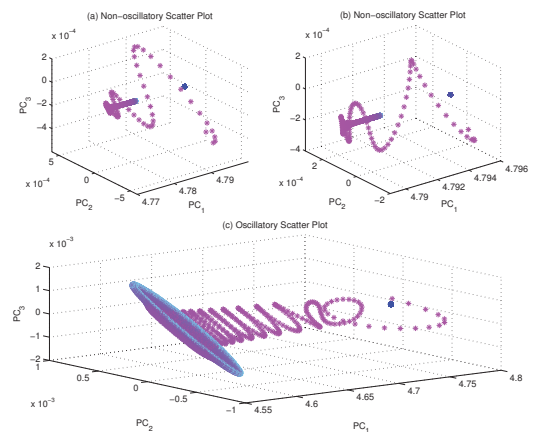 (a) Non-oscillatory Scatter Plot
x 10⁻⁴
2
0
-2
-4
PC3
5
0
-5
x 10⁻⁴
PC2
4.77
4.78
4.79
PC1
(b) Non-oscillatory Scatter Plot
x 10⁻⁴
2
0
-2
-4
PC3
2
0
-2
x 10⁻⁴
PC2
4.79
4.792
4.794
4.796
PC1
(c) Oscillatory Scatter Plot
x 10⁻³
2
1
0
-1
-2
PC3
1
0.5
0
-0.5
-1
x 10⁻³
PC2
4.55
4.6
4.65
4.7
4.75
4.8
PC1